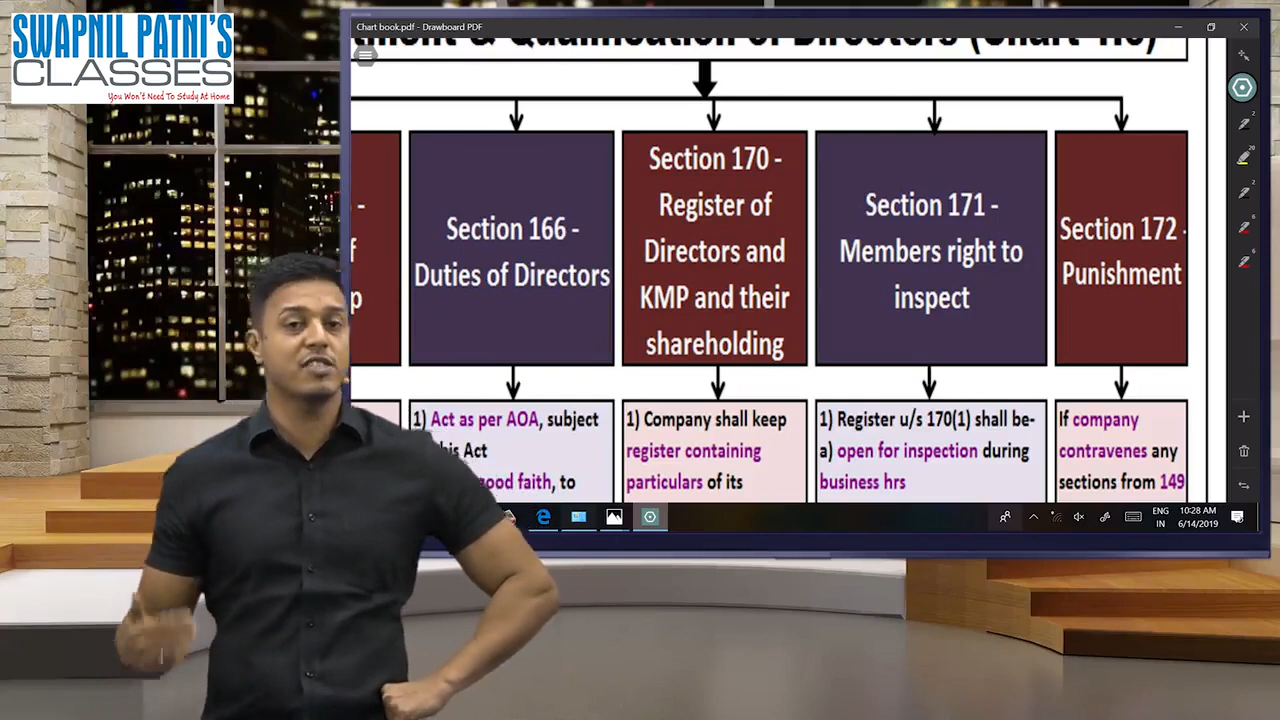 SWAPNIL PATNI'S
CLASSES
You Won't Need To Study At Home
Chart book.pdf - Drawboard PDF
Qualification of Directors (Chart
Section 166 -
Duties of Directors
Section 170 -
Register of
Directors and
KMP and their
shareholding
Section 171 -
Members right to
inspect
Section 172 -
Punishment
1) Act as per AOA, subject
Act
good faith, to
1) Company shall keep
register containing
particulars of its
1) Register u/s 170(1) shall be-
a) open for inspection during
business hrs
If company
contravenes any
sections from 149
ENG
IN
10:28 AM
6/14/2019